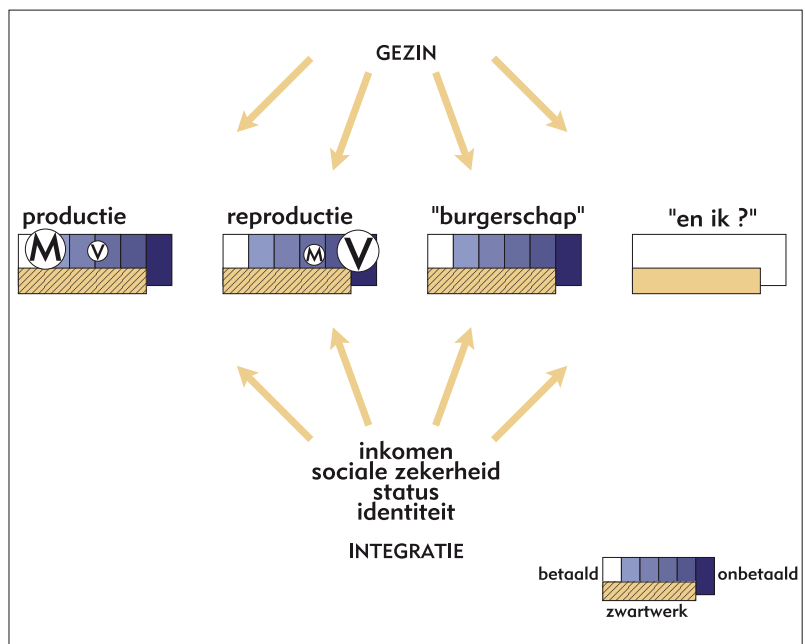 GEZIN
productie
reproductie
"burgerschap"
"en ik ?"
M
V
M
V
inkomen
sociale zekerheid
status
identiteit
INTEGRATIE
betaald
onbetaald
zwartwerk